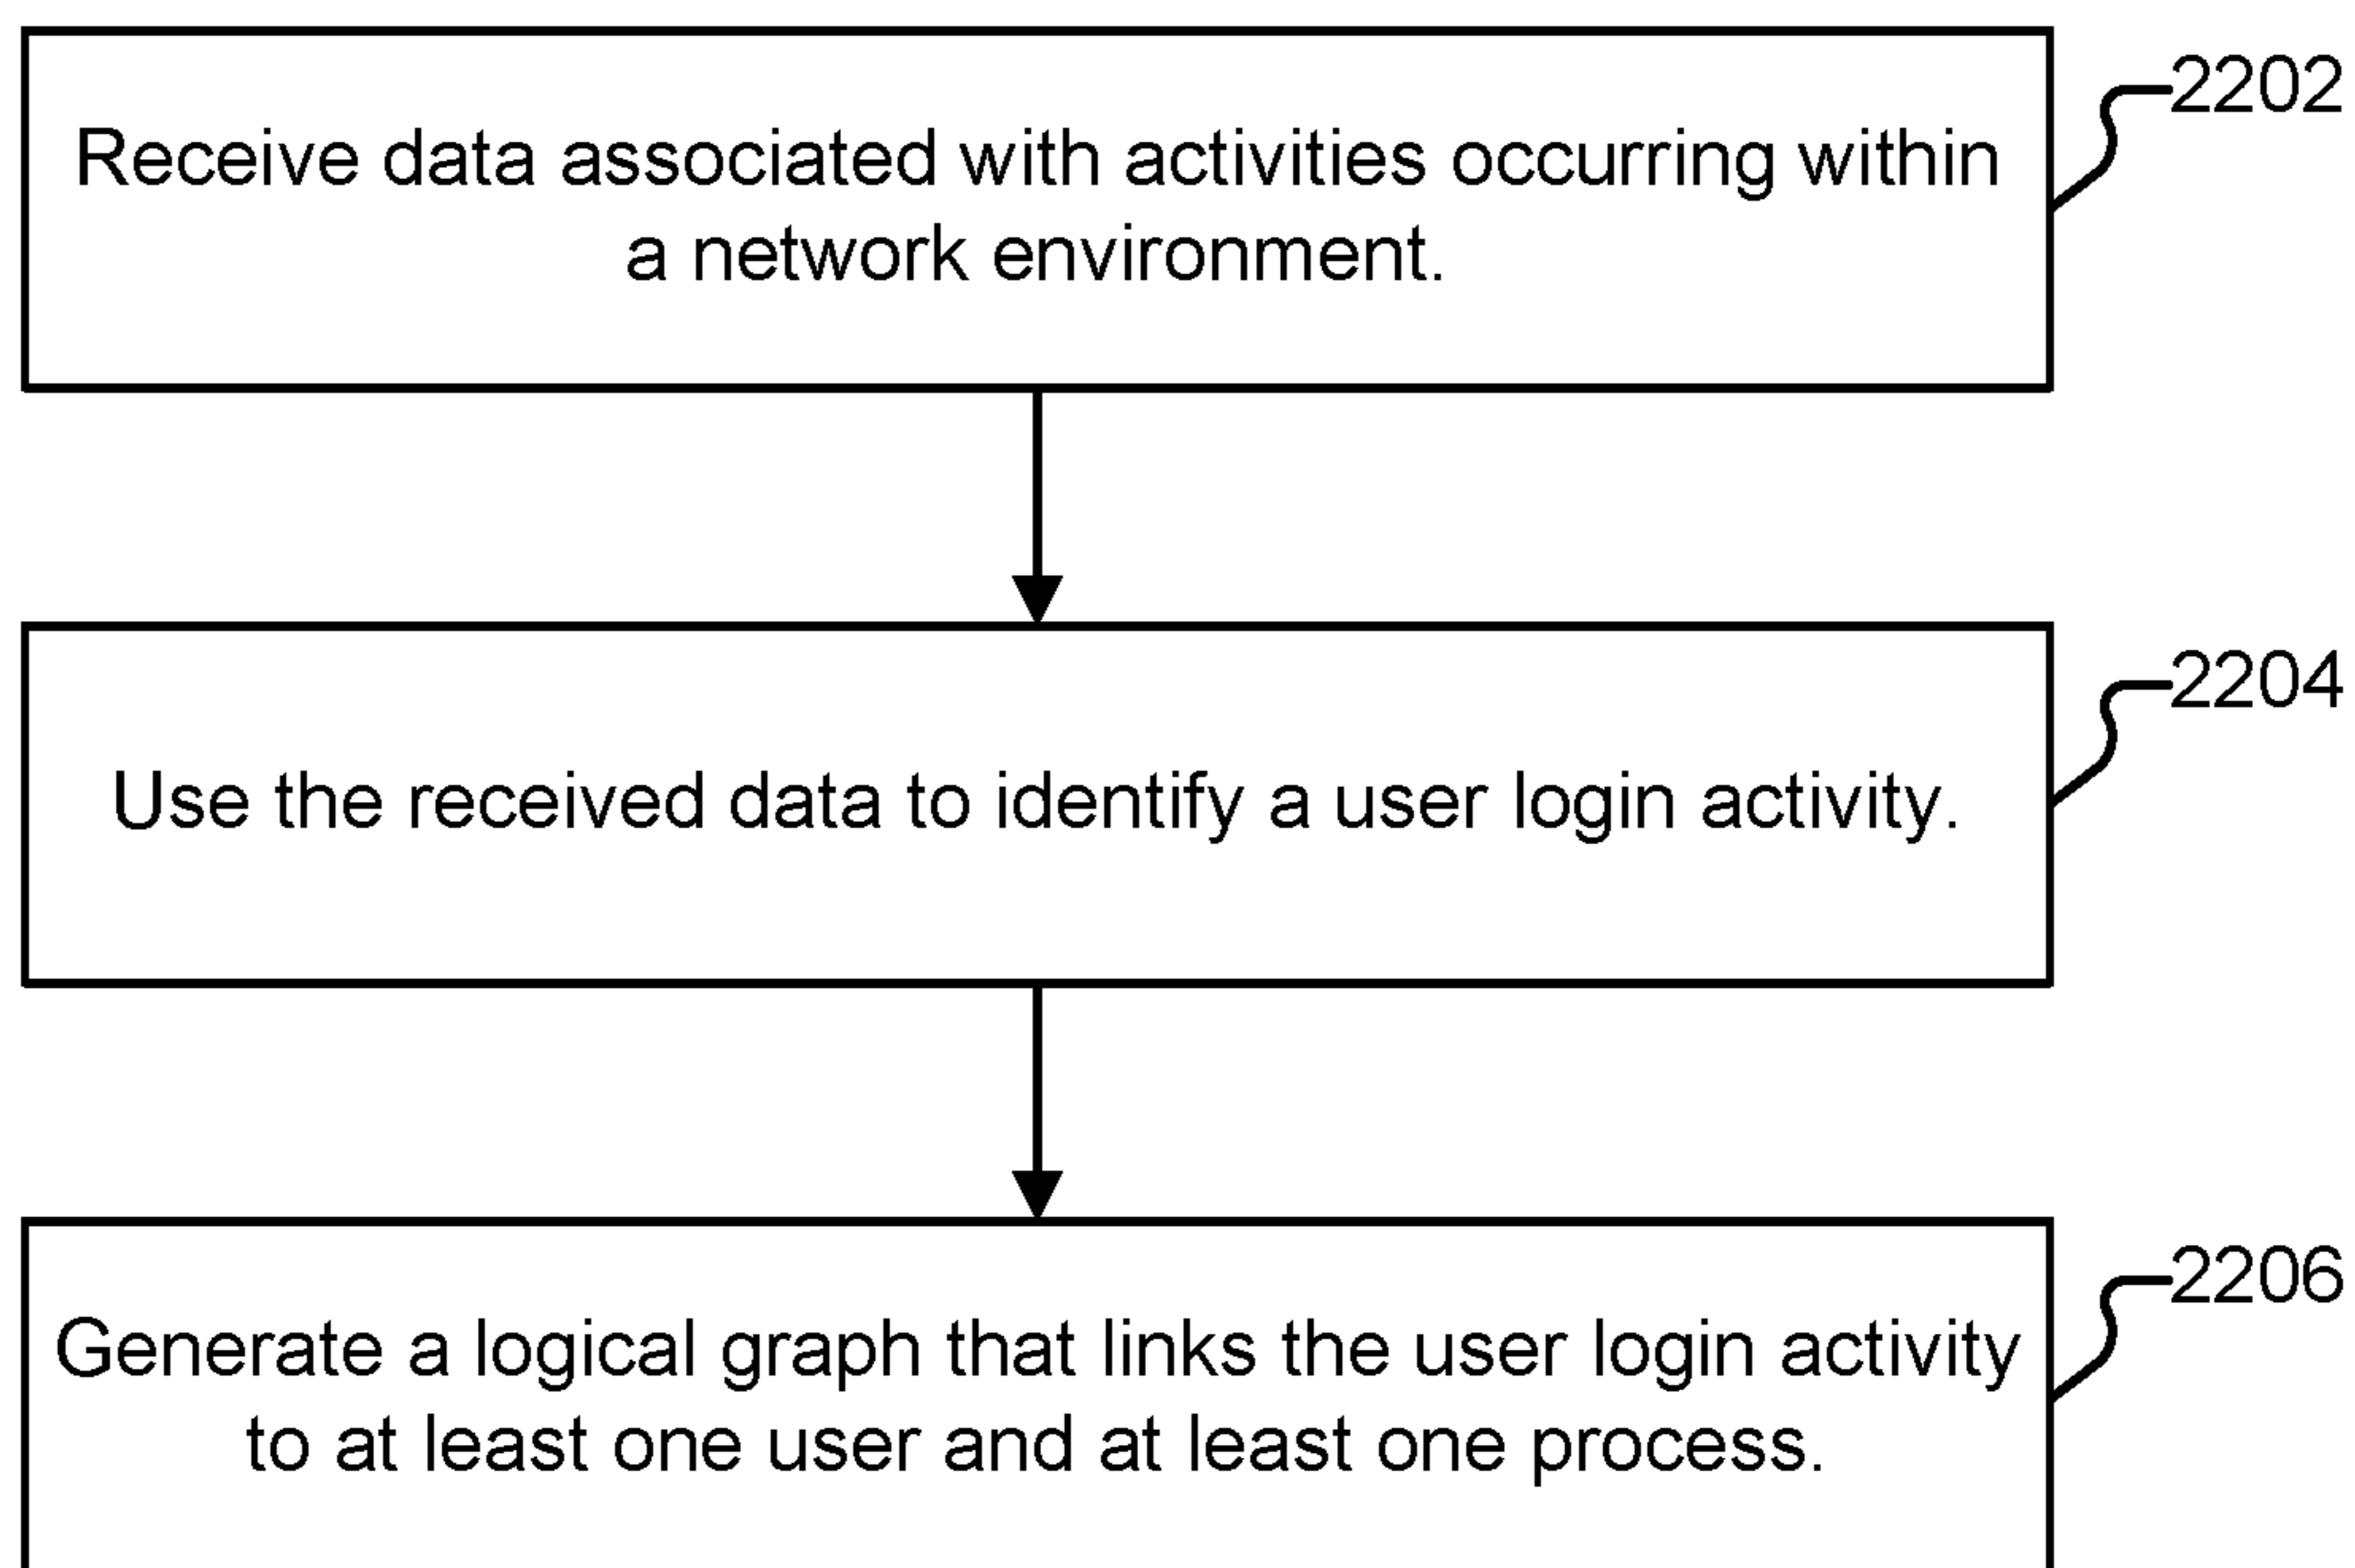 2202
Receive data associated with activities occurring within
a network environment.
2204
Use the received data to identify a user login activity.
2206
Generate a logical graph that links the user login activity
to at least one user and at least one process.